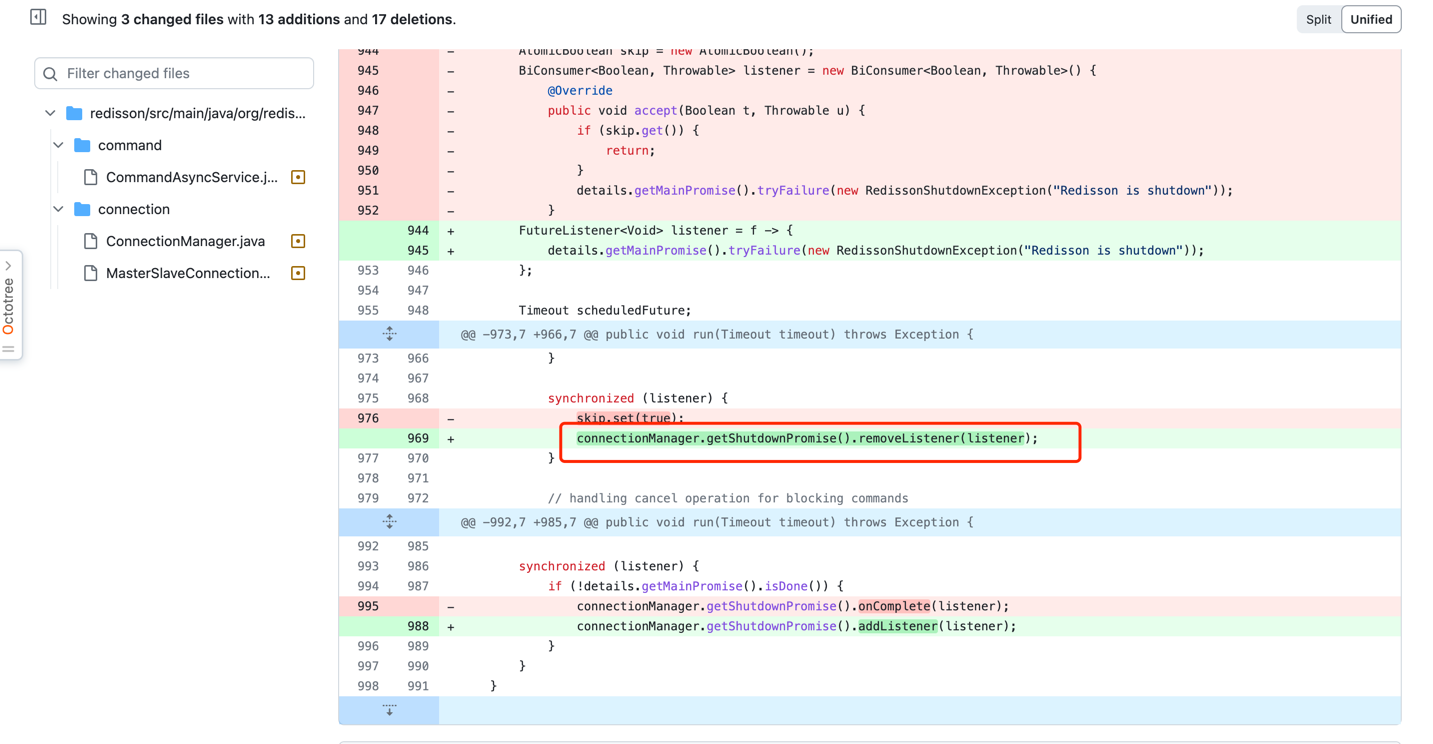 Showing 3 changed files with 13 additions and 17 deletions.
Split Unified
Filter changed files
redisson/src/main/java/org/redis...
command
CommandAsyncService.j...
connection
ConnectionManager.java
MasterSlaveConnection...
Octotree
944 - AtomicBoolean skip = new AtomicBoolean();
945 - BiConsumer<Boolean, Throwable> listener = new BiConsumer<Boolean, Throwable>() {
946 - @Override
947 - public void accept(Boolean t, Throwable u) {
948 - if (skip.get()) {
949 - return;
950 - }
951 - details.getMainPromise().tryFailure(new RedissonShutdownException("Redisson is shutdown"));
952 - }
944 + FutureListener<Void> listener = f -> {
945 + details.getMainPromise().tryFailure(new RedissonShutdownException("Redisson is shutdown"));
953 946 };
954 947
955 948 Timeout scheduledFuture;
@@ -973,7 +966,7 @@ public void run(Timeout timeout) throws Exception {
973 966 }
974 967
975 968 synchronized (listener) {
976 - skip.set(true);
969 + connectionManager.getShutdownPromise().removeListener(listener);
977 970 }
978 971
979 972 // handling cancel operation for blocking commands
@@ -992,7 +985,7 @@ public void run(Timeout timeout) throws Exception {
992 985
993 986 synchronized (listener) {
994 987 if (!details.getMainPromise().isDone()) {
995 - connectionManager.getShutdownPromise().onComplete(listener);
988 + connectionManager.getShutdownPromise().addListener(listener);
996 989 }
997 990 }
998 991 }